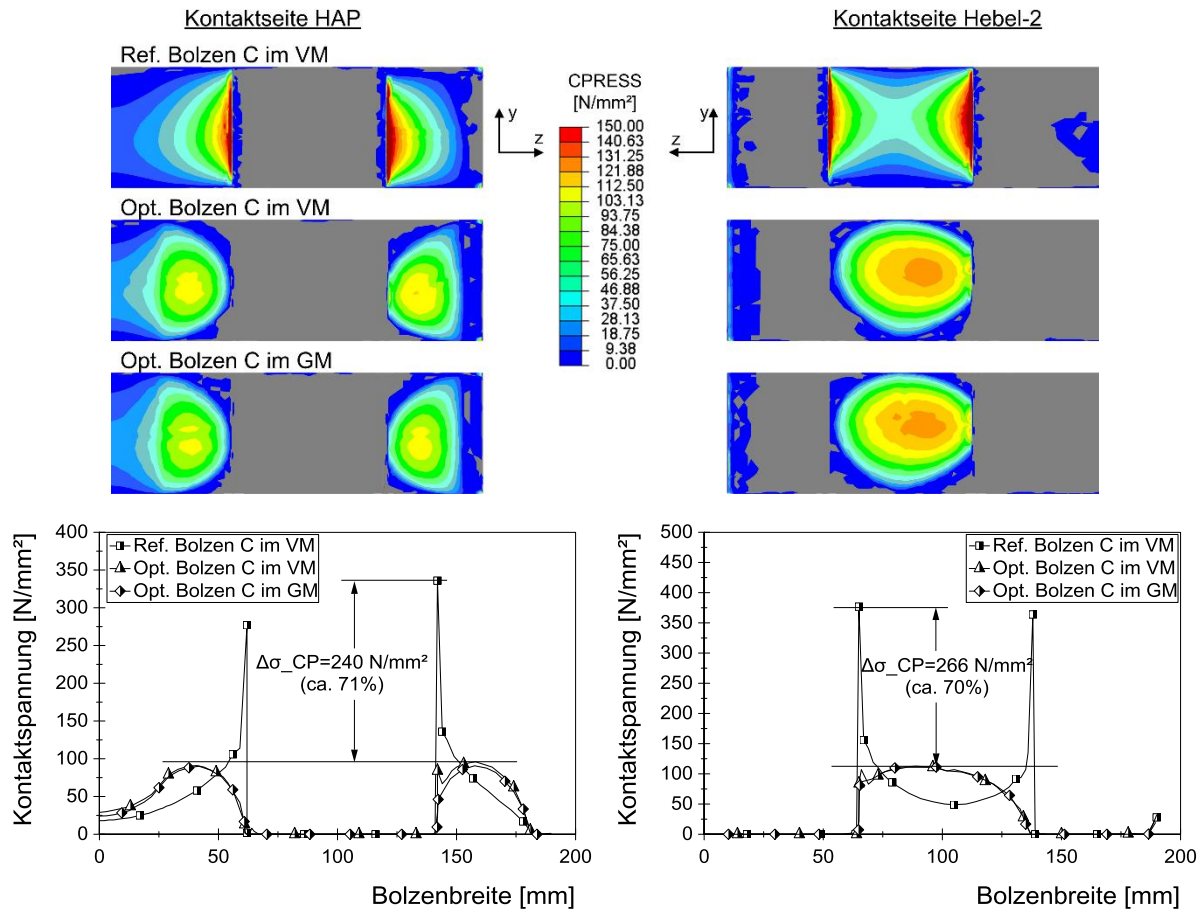 Kontaktseite HAP
Kontaktseite Hebel-2
Ref. Bolzen C im VM
CPRESS
[N/mm²]
150.00
140.63
131.25
121.88
112.50
103.13
93.75
84.38
75.00
65.63
56.25
46.88
37.50
28.13
18.75
9.38
0.00
y
z
y
z
Opt. Bolzen C im VM
Opt. Bolzen C im GM
Kontaktspannung [N/mm²]
400
350
300
250
200
150
100
50
0
Ref. Bolzen C im VM
Opt. Bolzen C im VM
Opt. Bolzen C im GM
Δσ_CP=240 N/mm²
(ca. 71%)
0
50
100
150
200
Bolzenbreite [mm]
Kontaktspannung [N/mm²]
500
450
400
350
300
250
200
150
100
50
0
Ref. Bolzen C im VM
Opt. Bolzen C im VM
Opt. Bolzen C im GM
Δσ_CP=266 N/mm²
(ca. 70%)
0
50
100
150
200
Bolzenbreite [mm]